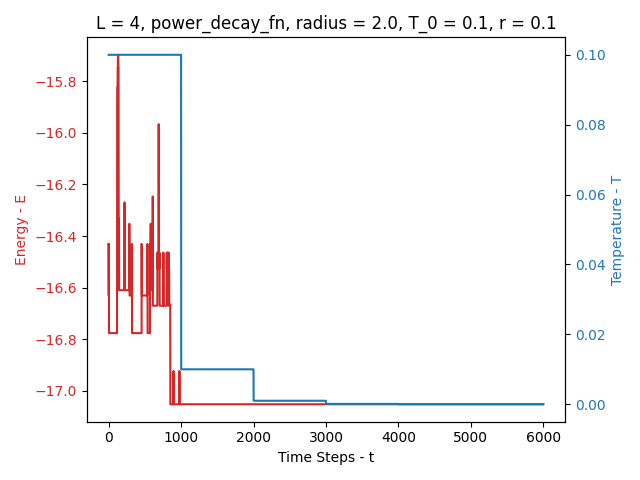 L = 4, power_decay_fn, radius = 2.0, T_0 = 0.1, r = 0.1
Energy - E
−15.8
−16.0
−16.2
−16.4
−16.6
−16.8
−17.0
0.10
0.08
0.06
0.04
0.02
0.00
Temperature - T
0 1000 2000 3000 4000 5000 6000
Time Steps - t